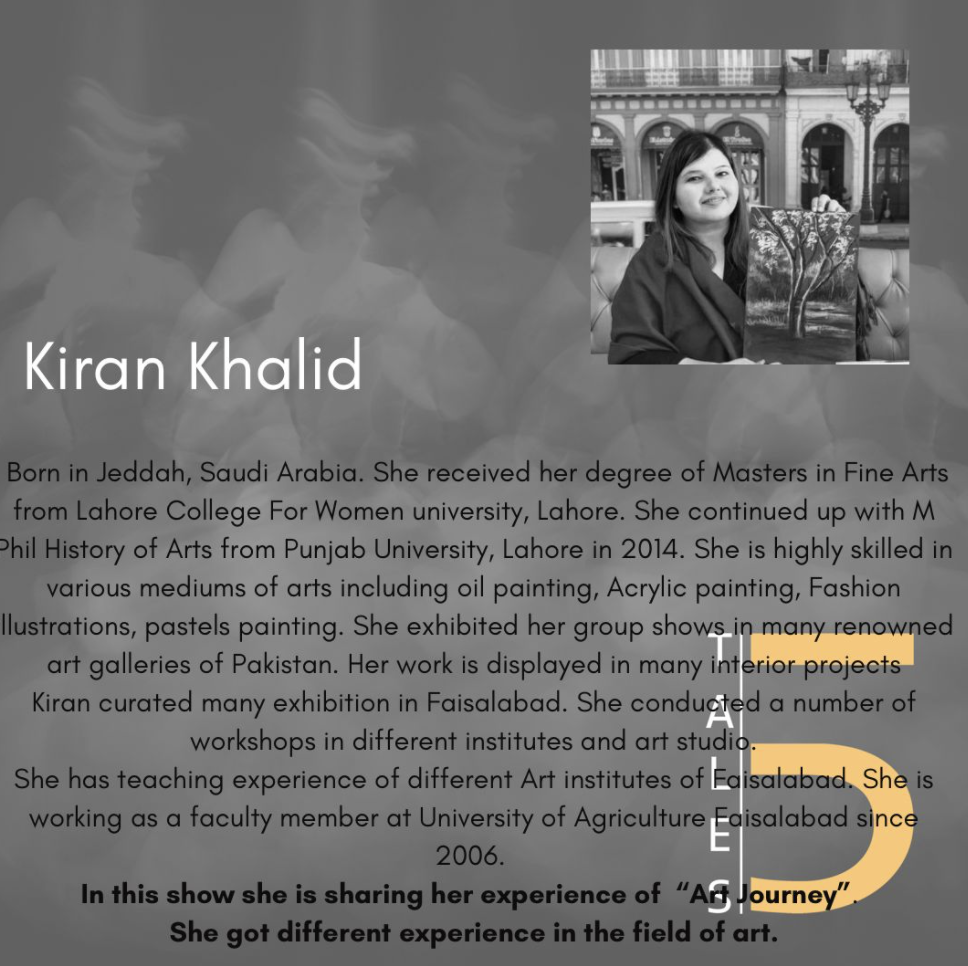 Kiran Khalid
Born in Jeddah, Saudi Arabia. She received her degree of Masters in Fine Arts
from Lahore College For Women university, Lahore. She continued up with M
Phil History of Arts from Punjab University, Lahore in 2014. She is highly skilled in
various mediums of arts including oil painting, Acrylic painting, Fashion
llustrations, pastels painting. She exhibited her group shows in many renowned
art galleries of Pakistan. Her work is displayed in many interior projects
Kiran curated many exhibition in Faisalabad. She conducted a number of
workshops in different institutes and art studio.
She has teaching experience of different Art institutes of Faisalabad. She is
working as a faculty member at University of Agriculture Faisalabad since
2006.
In this show she is sharing her experience of “Art Journey”.
She got different experience in the field of art.
TALES
5